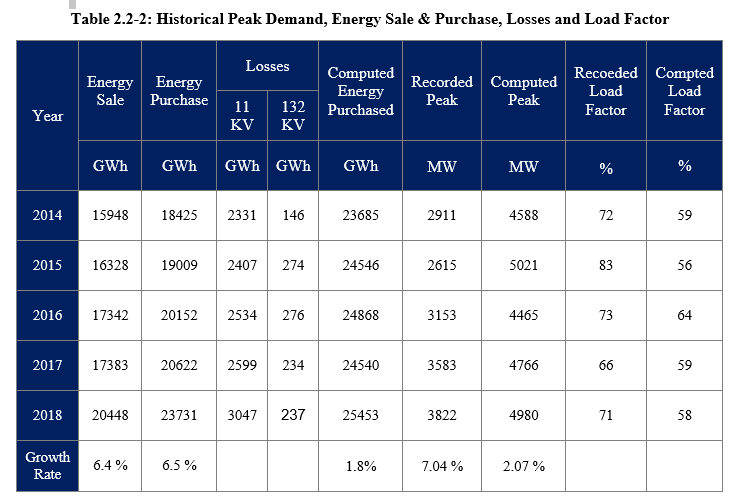 Table 2.2-2: Historical Peak Demand, Energy Sale & Purchase, Losses and Load Factor
Year
Energy
Sale
Energy
Purchase
Losses
11
KV
132
KV
Computed
Energy
Purchased
Recorded
Peak
Computed
Peak
Recoeded
Load
Factor
Compted
Load
Factor
GWh GWh GWh GWh GWh MW MW % %
2014 15948 18425 2331 146 23685 2911 4588 72 59
2015 16328 19009 2407 274 24546 2615 5021 83 56
2016 17342 20152 2534 276 24868 3153 4465 73 64
2017 17383 20622 2599 234 24540 3583 4766 66 59
2018 20448 23731 3047 237 25453 3822 4980 71 58
Growth
Rate
6.4 % 6.5 % 1.8% 7.04 % 2.07 %